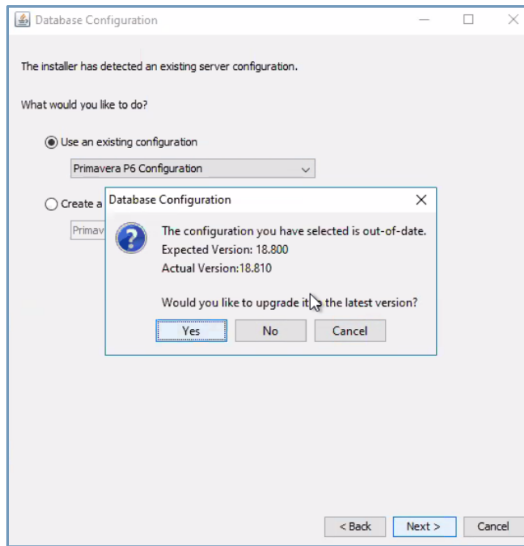 Database Configuration
The installer has detected an existing server configuration.
What would you like to do?
Use an existing configuration
Primavera P6 Configuration
Create a
Primav
Database Configuration
The configuration you have selected is out-of-date.
Expected Version: 18.800
Actual Version:18.810
Would you like to upgrade it the latest version?
Yes No Cancel
< Back Next > Cancel